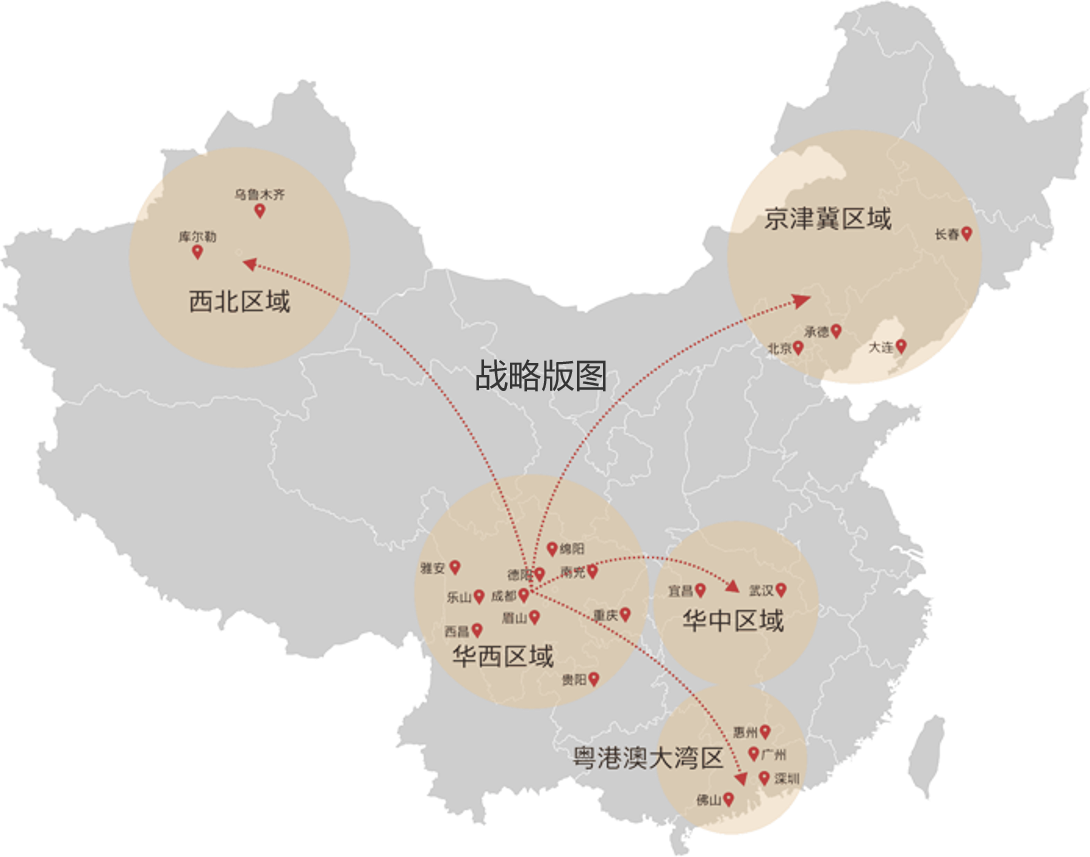 乌鲁木齐
库尔勒
西北区域
京津冀区域
长春
承德
北京
大连
战略版图
绵阳
雅安
德阳
南充
乐山
成都
眉山
重庆
西昌
华西区域
贵阳
宜昌
武汉
华中区域
惠州
粤港澳大湾区
广州
深圳
佛山